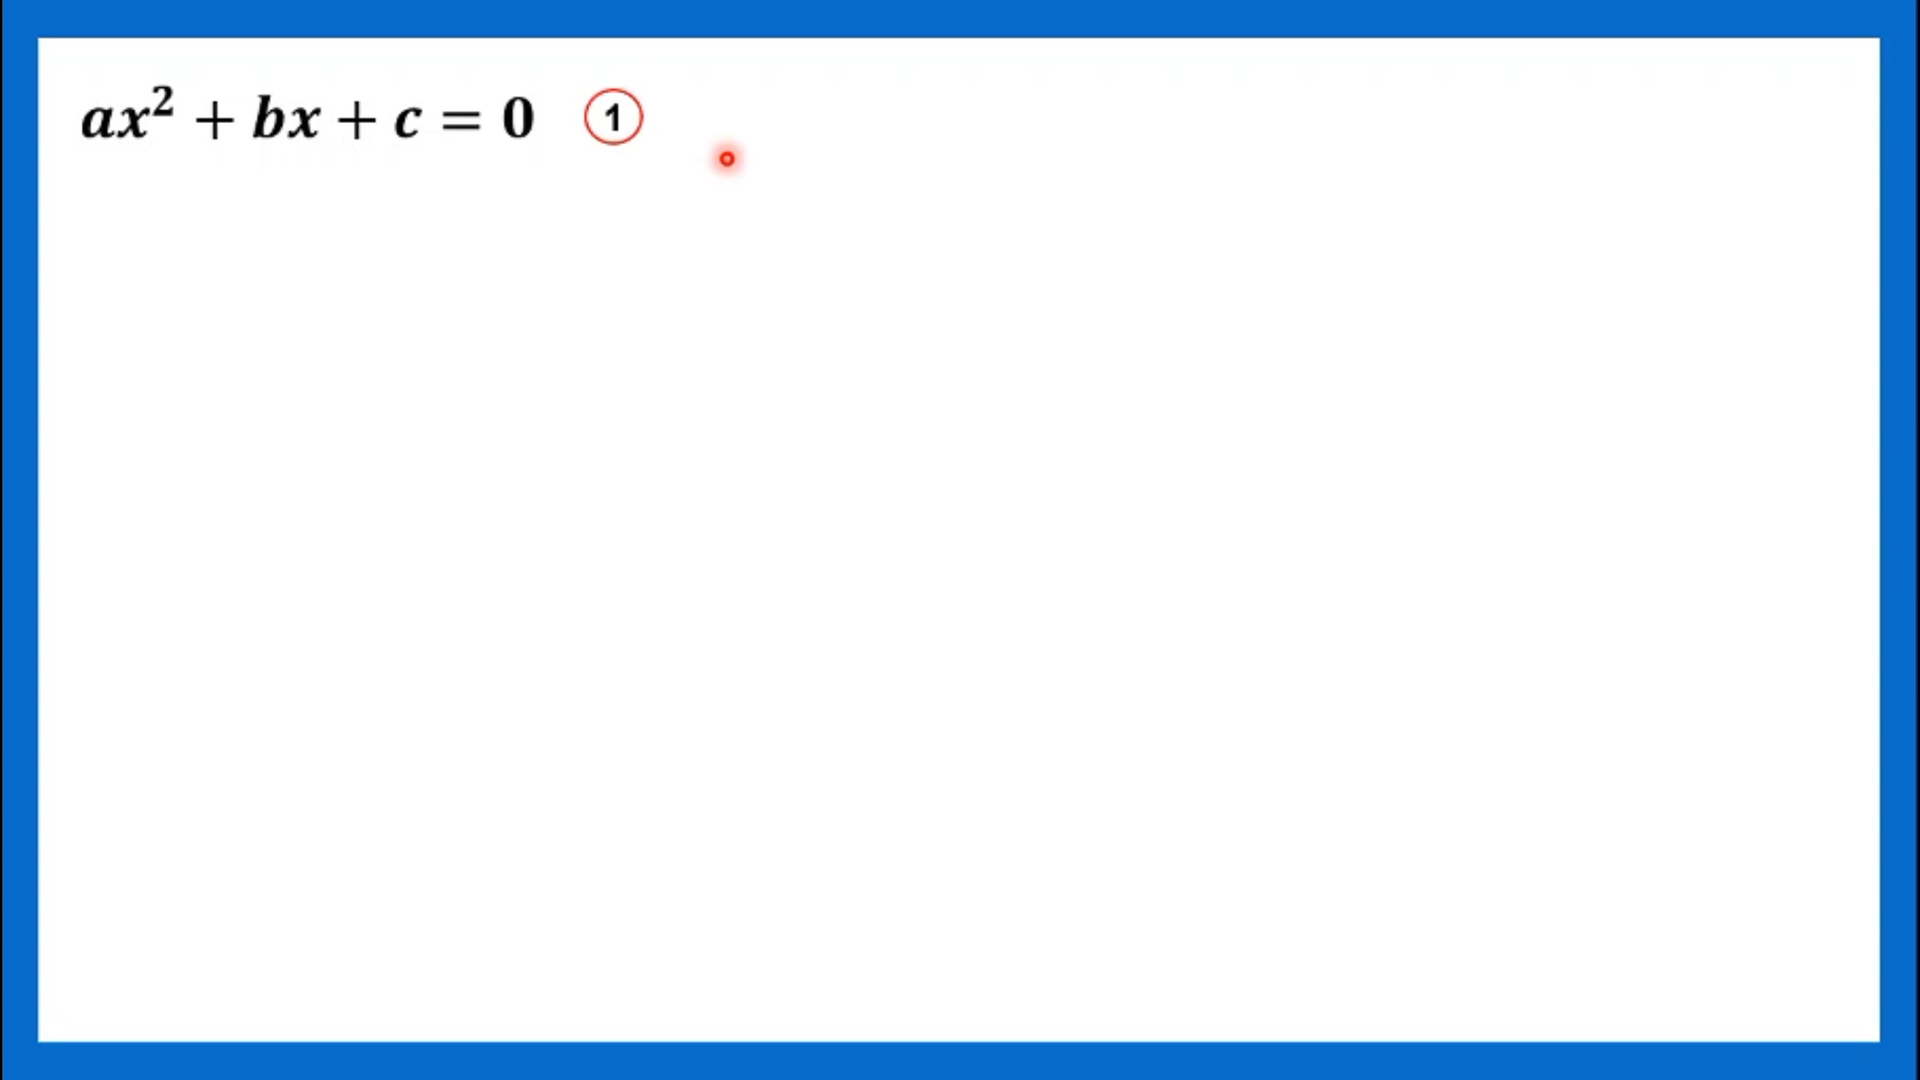 ax² + bx + c = 0 ①